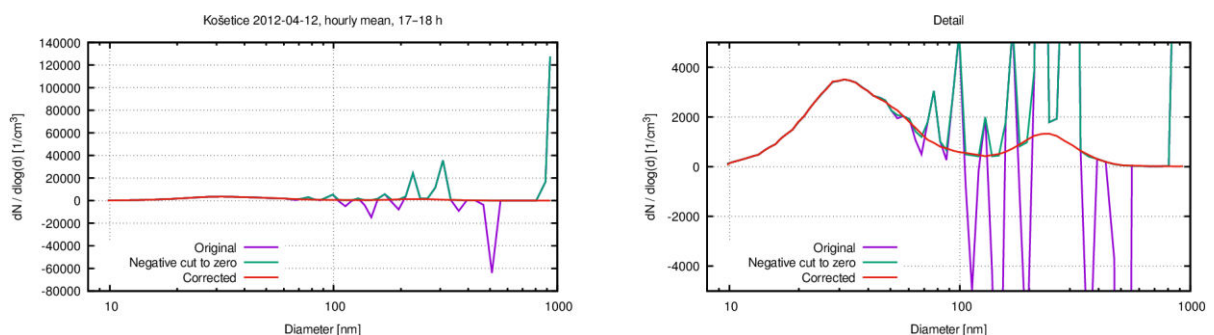 Košetice 2012-04-12, hourly mean, 17–18 h
140000
120000
100000
80000
60000
40000
20000
0
-20000
-40000
-60000
-80000
dN / dlog(d) [1/cm³]
Original
Negative cut to zero
Corrected
10
100
1000
Diameter [nm]
Detail
4000
2000
0
-2000
-4000
dN / dlog(d) [1/cm³]
Original
Negative cut to zero
Corrected
10
100
1000
Diameter [nm]